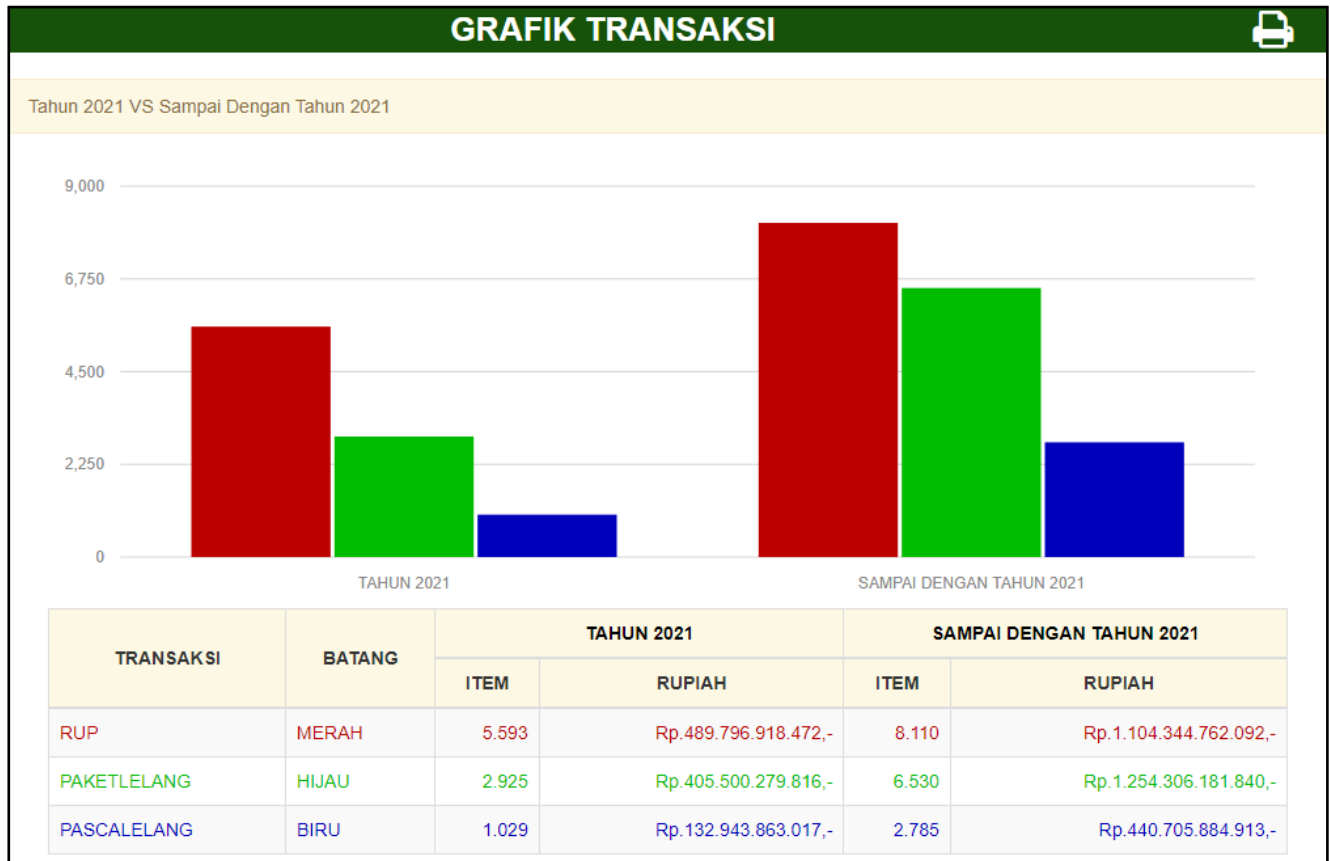 GRAFIK TRANSAKSI
Tahun 2021 VS Sampai Dengan Tahun 2021
9,000
6,750
4,500
2,250
0
TAHUN 2021 SAMPAI DENGAN TAHUN 2021
TRANSAKSI BATANG TAHUN 2021 SAMPAI DENGAN TAHUN 2021
ITEM RUPIAH ITEM RUPIAH
RUP MERAH 5.593 Rp.489.796.918.472,- 8.110 Rp.1.104.344.762.092,-
PAKETLELANG HIJAU 2.925 Rp.405.500.279.816,- 6.530 Rp.1.254.306.181.840,-
PASCALELANG BIRU 1.029 Rp.132.943.863.017,- 2.785 Rp.440.705.884.913,-